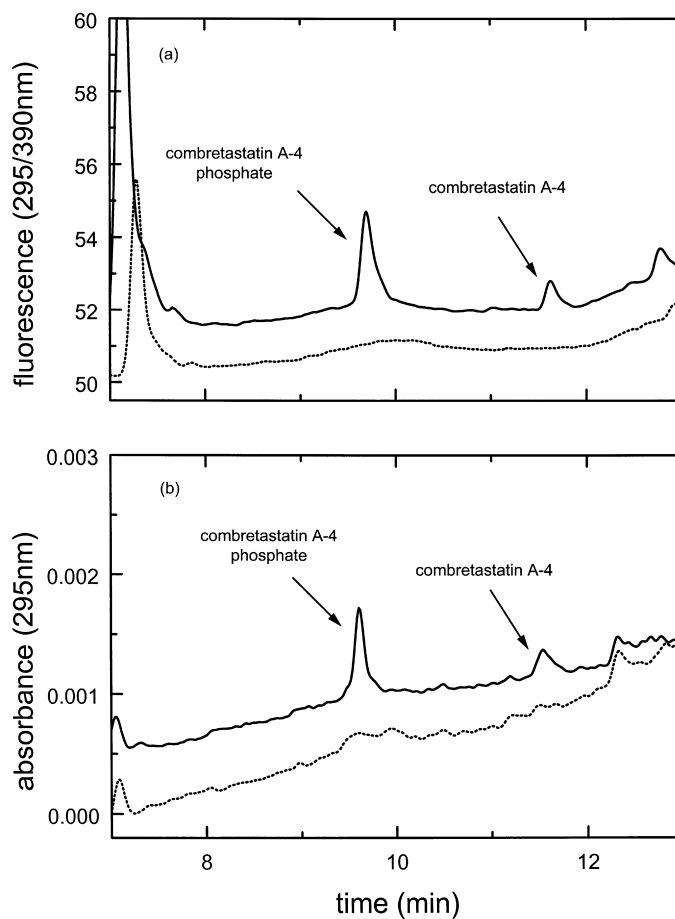 60
(a)
58
combretastatin A-4
phosphate
56
combretastatin A-4
54
52
50
fluorescence (295/390nm)
0.003
(b)
combretastatin A-4
phosphate
combretastatin A-4
0.002
0.001
0.000
absorbance (295nm)
8
10
12
time (min)